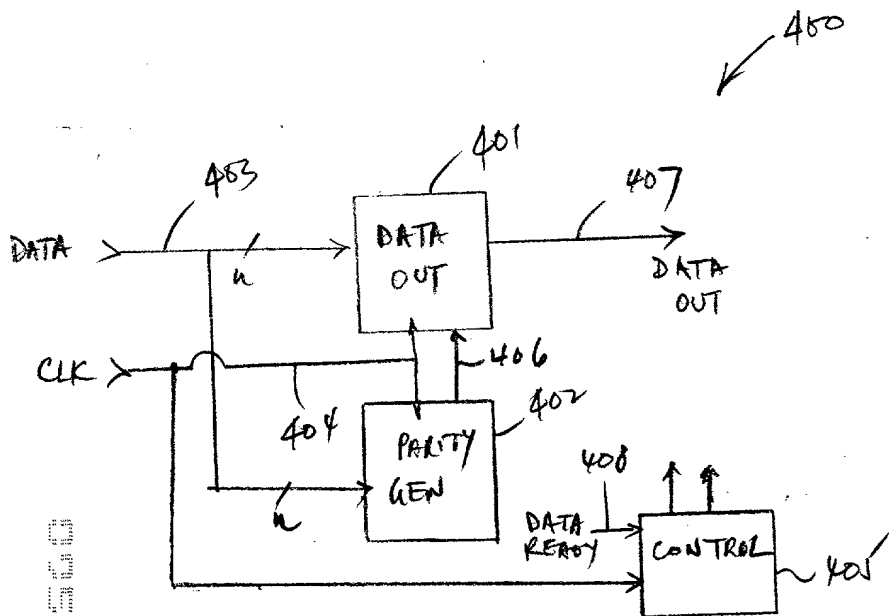 400
401
403
407
DATA
n
DATA
OUT
DATA
OUT
CLK
406
404
402
PARITY
GEN
n
408
DATA
READY
CONTROL
405